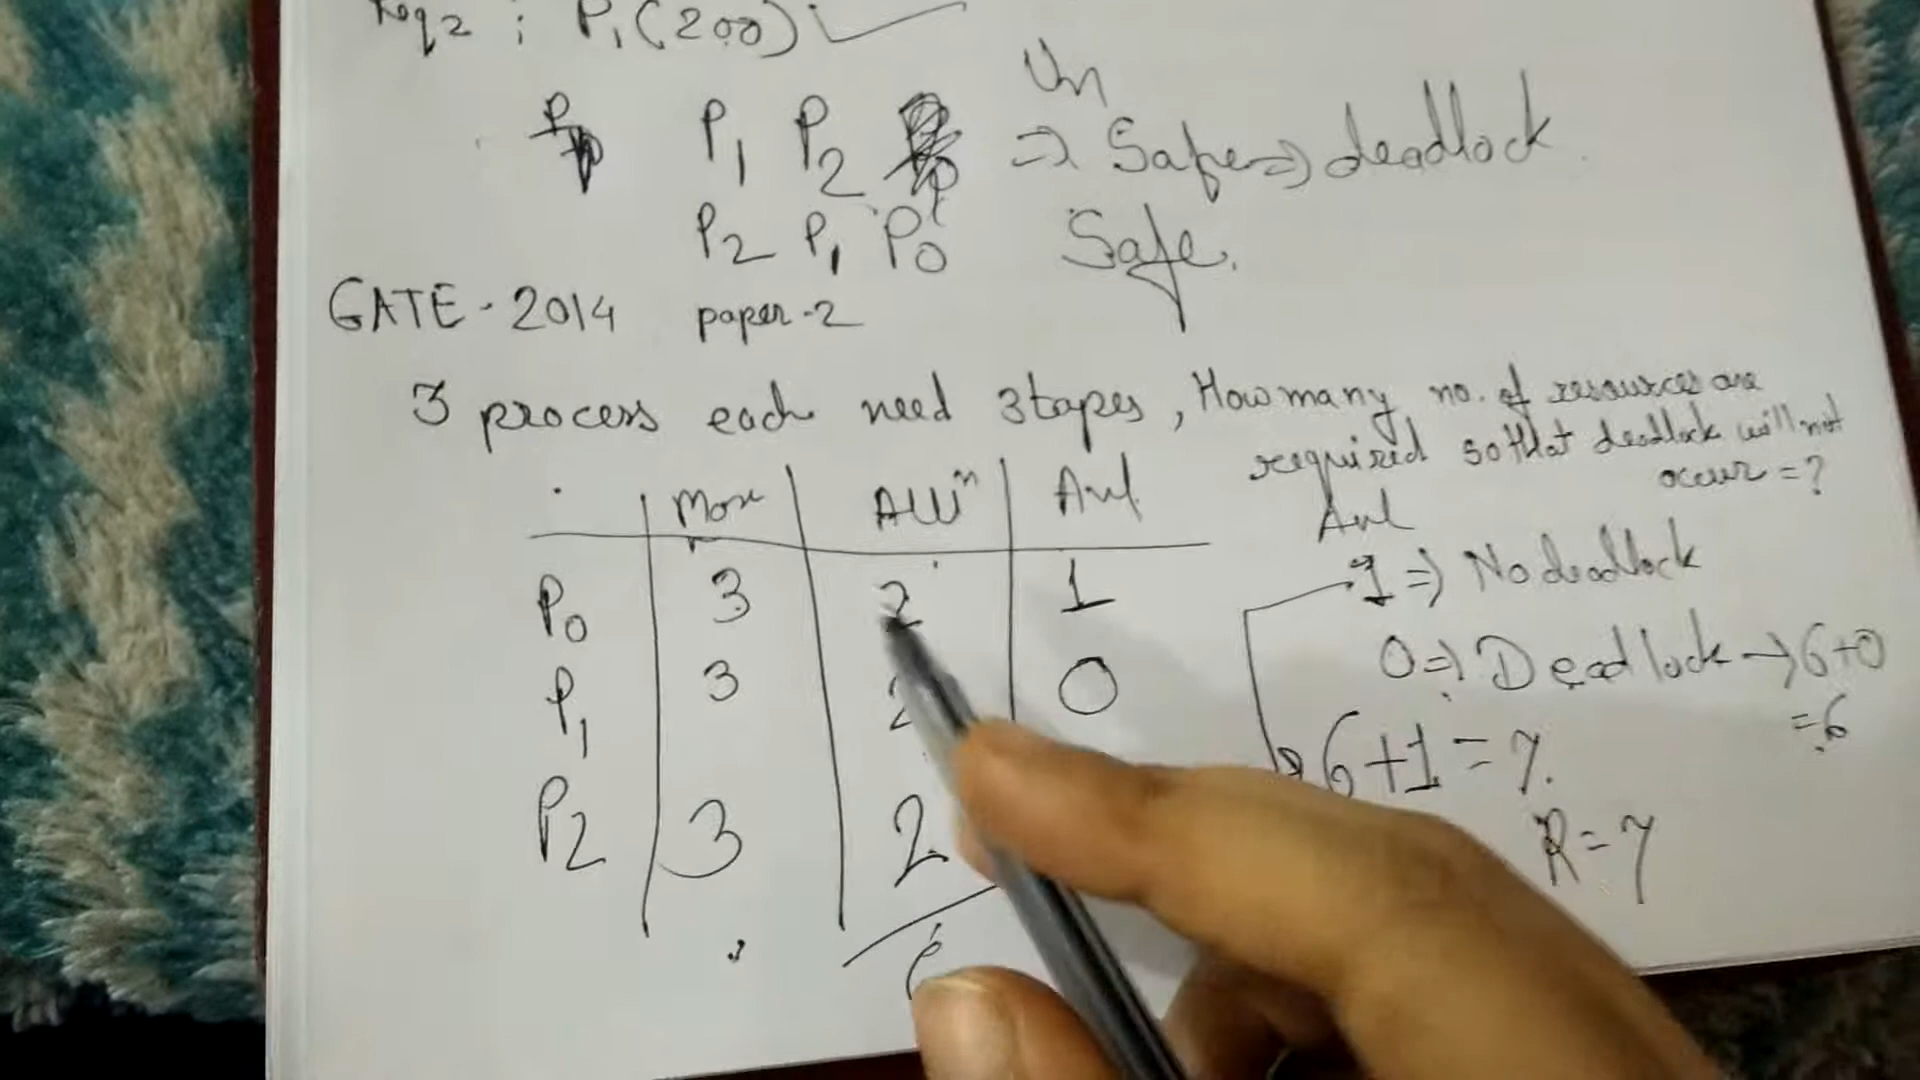 Req2 : P1(200)
P1 P2 => Un Safe => deadlock.
P2 P1 P0 Safe.
GATE - 2014 paper-2
3 process each need 3tapes, How many no. of resources are
required so that deadlock will not
occur = ?
Max Allⁿ Avl
Avl
P0 3 2 1
1 => No deadlock
P1 3 2 0
0 => Deadlock → 6+0
= 6
6+1 = 7.
P2 3 2
R = 7
6